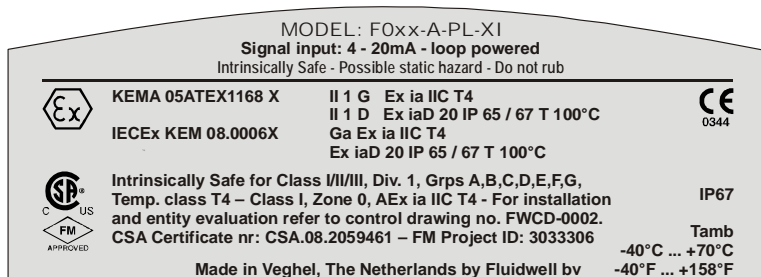 MODEL: F0xx-A-PL-XI
Signal input: 4 - 20mA - loop powered
Intrinsically Safe - Possible static hazard - Do not rub
Ex
KEMA 05ATEX1168 X II 1 G Ex ia IIC T4
II 1 D Ex iaD 20 IP 65 / 67 T 100°C
CE
0344
IECEx KEM 08.0006X Ga Ex ia IIC T4
Ex iaD 20 IP 65 / 67 T 100°C
CSA ®
C US
FM
APPROVED
Intrinsically Safe for Class I/II/III, Div. 1, Grps A,B,C,D,E,F,G,
Temp. class T4 – Class I, Zone 0, AEx ia IIC T4 - For installation
and entity evaluation refer to control drawing no. FWCD-0002.
CSA Certificate nr: CSA.08.2059461 – FM Project ID: 3033306
IP67
Tamb
-40°C ... +70°C
-40°F ... +158°F
Made in Veghel, The Netherlands by Fluidwell bv